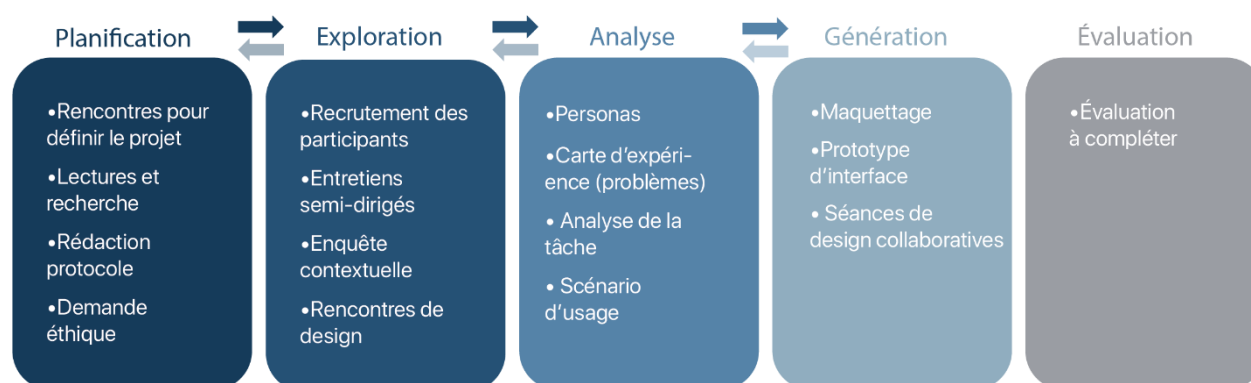 Planification
•Rencontres pour
définir le projet
•Lectures et
recherche
•Rédaction
protocole
•Demande
éthique
Exploration
•Recrutement des
participants
•Entretiens
semi-dirigés
•Enquête
contextuelle
•Rencontres de
design
Analyse
•Personas
•Carte d'expéri-
ence (problèmes)
• Analyse de la
tâche
• Scénario
d'usage
Génération
•Maquettage
•Prototype
d'interface
• Séances de
design collaboratives
Évaluation
•Évaluation
à compléter